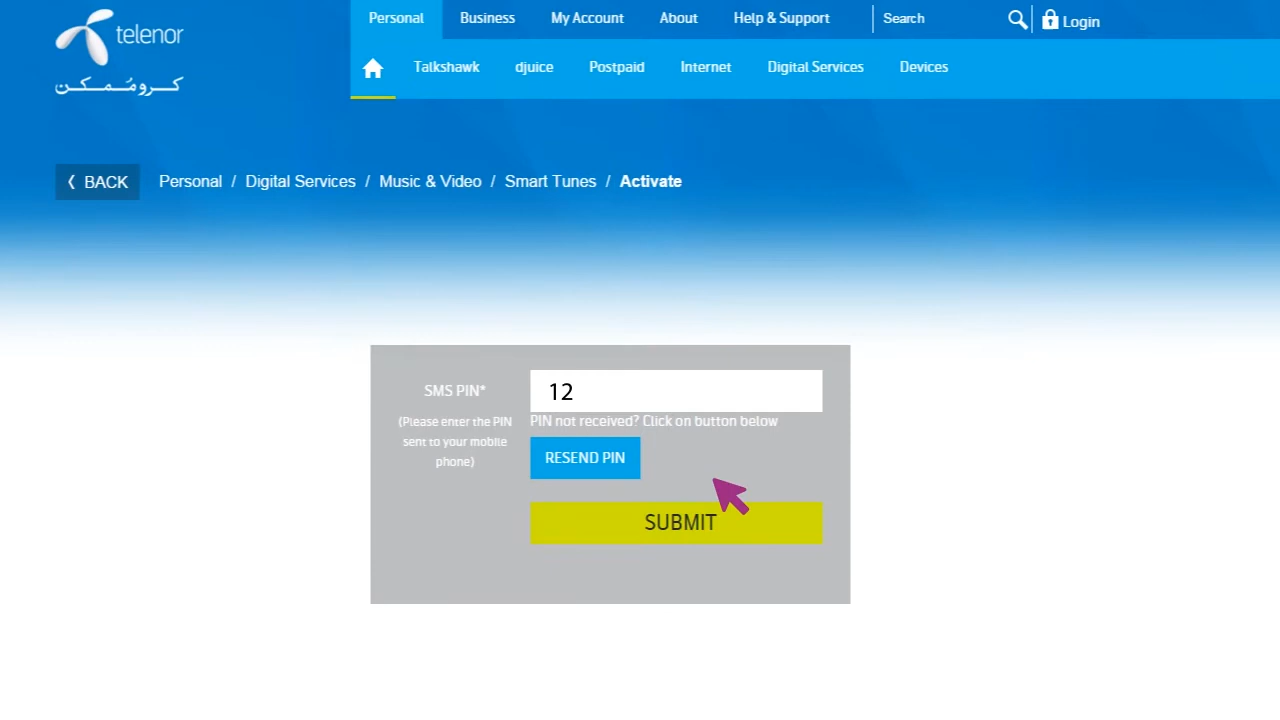 Personal Business My Account About Help & Support Search Login
telenor
Talkshawk djuice Postpaid Internet Digital Services Devices
کرو مُمکن
BACK Personal / Digital Services / Music & Video / Smart Tunes / Activate
SMS PIN* 12
(Please enter the PIN
sent to your mobile
phone)
PIN not received? Click on button below
RESEND PIN
SUBMIT